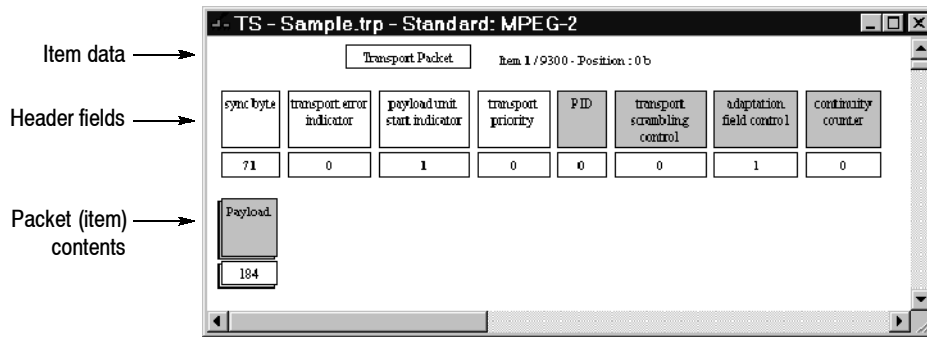 TS - Sample.trp - Standard: MPEG-2
Item data
Transport Packet
Item 1 / 9300 - Position : 0 b
Header fields
sync byte
transport error
indicator
payload unit
start indicator
transport
priority
PID
transport
scrambling
control
adaptation
field control
continuity
counter
71 0 1 0 0 0 1 0
Packet (item)
contents
Payload
184